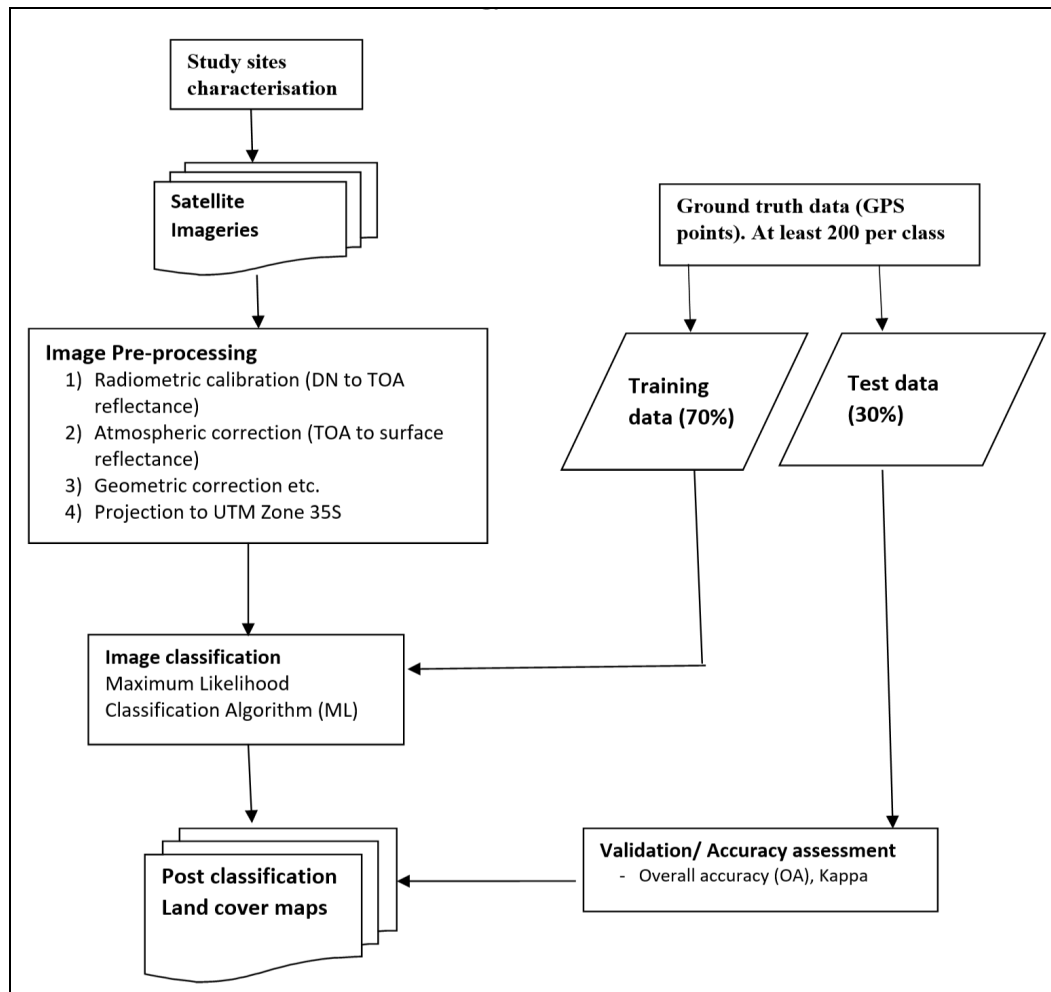 Study sites
characterisation
Satellite
Imageries
Ground truth data (GPS
points). At least 200 per class
Image Pre-processing
1) Radiometric calibration (DN to TOA
reflectance)
2) Atmospheric correction (TOA to surface
reflectance)
3) Geometric correction etc.
4) Projection to UTM Zone 35S
Training
data (70%)
Test data
(30%)
Image classification
Maximum Likelihood
Classification Algorithm (ML)
Validation/ Accuracy assessment
- Overall accuracy (OA), Kappa
Post classification
Land cover maps